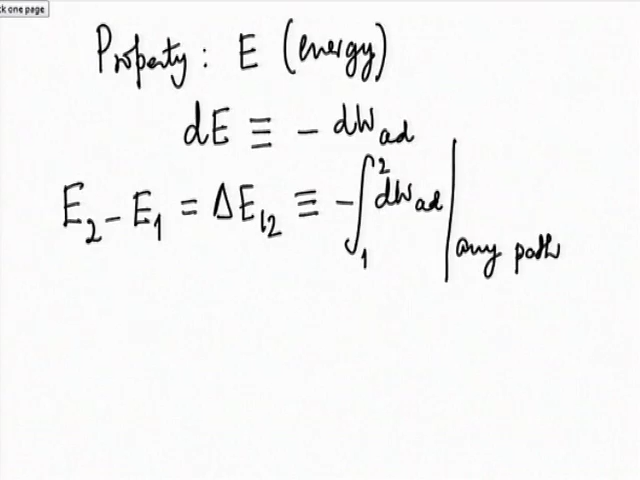 ck one page
Property: E (energy)
dE ≡ - dW_ad
E_2 - E_1 = ΔE_12 ≡ -∫_1^2 dW_ad | any path